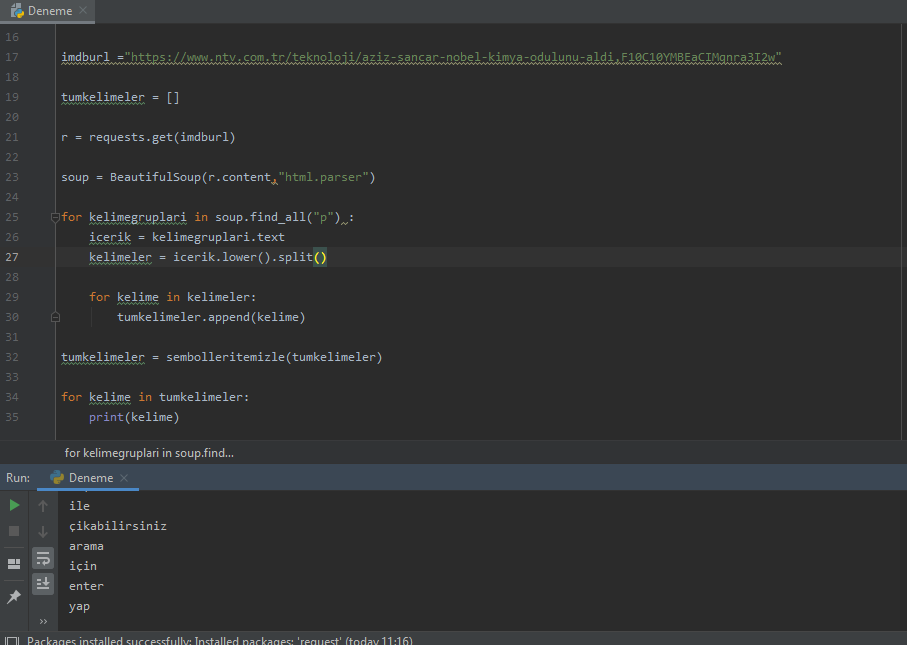 Deneme
16
17 imdburl ="https://www.ntv.com.tr/teknoloji/aziz-sancar-nobel-kimya-odulunu-aldi,F10C10YMBEaCIMgnra3I2w"
18
19 tumkelimeler = []
20
21 r = requests.get(imdburl)
22
23 soup = BeautifulSoup(r.content,"html.parser")
24
25 for kelimegruplari in soup.find_all("p") :
26 icerik = kelimegruplari.text
27 kelimeler = icerik.lower().split()
28
29 for kelime in kelimeler:
30 tumkelimeler.append(kelime)
31
32 tumkelimeler = sembolleritemizle(tumkelimeler)
33
34 for kelime in tumkelimeler:
35 print(kelime)
for kelimegruplari in soup.find...
Run: Deneme
ile
çikabilirsiniz
arama
için
enter
yap
Packages installed successfully: Installed packages: 'request' (today 11:16)